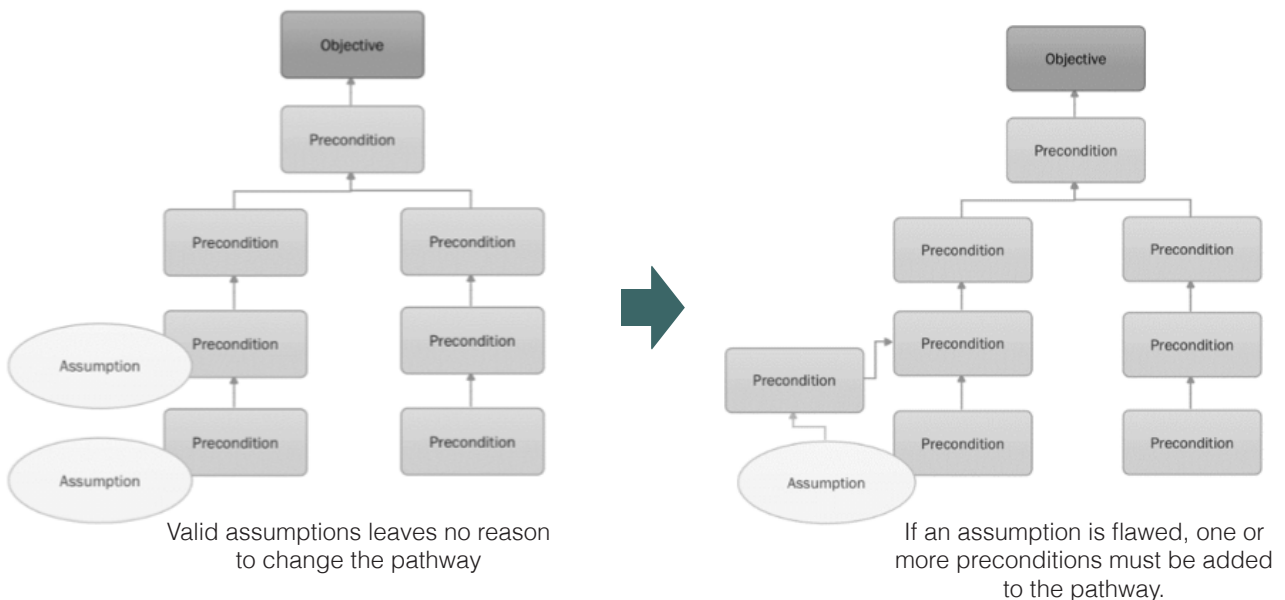 Objective
Precondition
Precondition
Precondition
Assumption
Precondition
Precondition
Assumption
Precondition
Precondition
Valid assumptions leaves no reason
to change the pathway
Objective
Precondition
Precondition
Precondition
Precondition
Precondition
Precondition
Assumption
Precondition
Precondition
If an assumption is flawed, one or
more preconditions must be added
to the pathway.